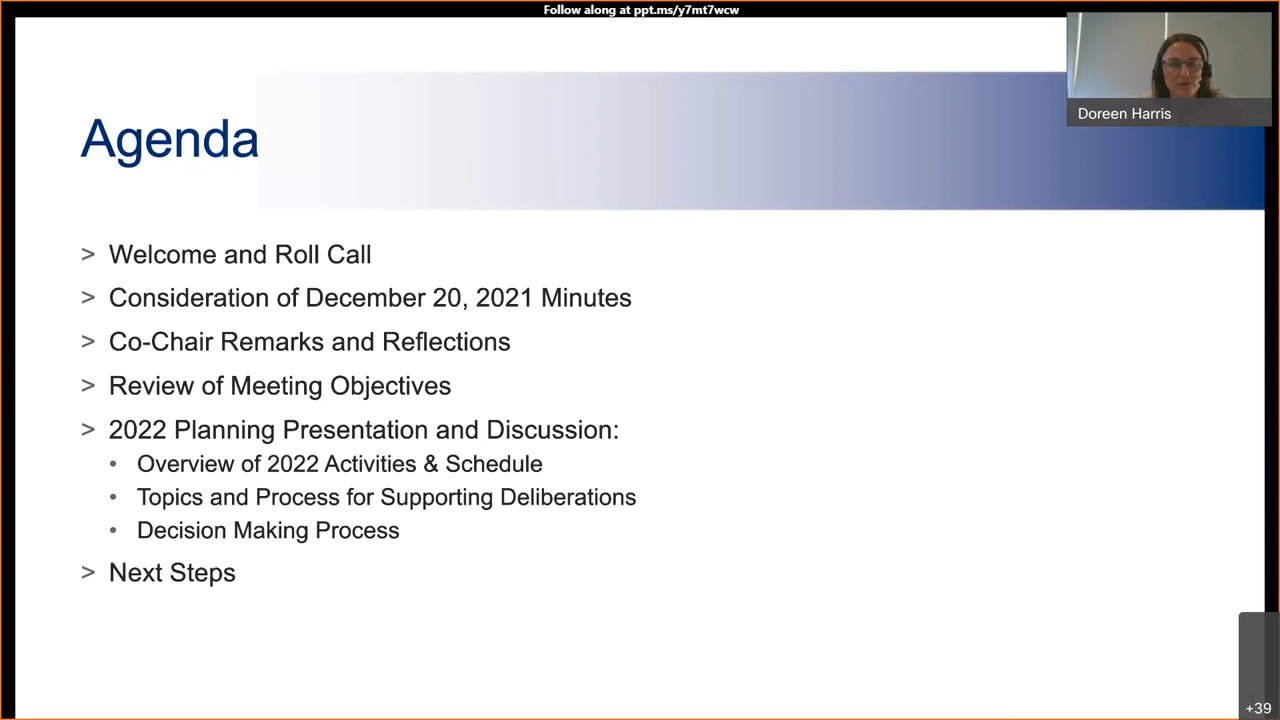 Follow along at ppt.ms/y7mt7wcw
Doreen Harris
Agenda
> Welcome and Roll Call
> Consideration of December 20, 2021 Minutes
> Co-Chair Remarks and Reflections
> Review of Meeting Objectives
> 2022 Planning Presentation and Discussion:
• Overview of 2022 Activities & Schedule
• Topics and Process for Supporting Deliberations
• Decision Making Process
> Next Steps
+39